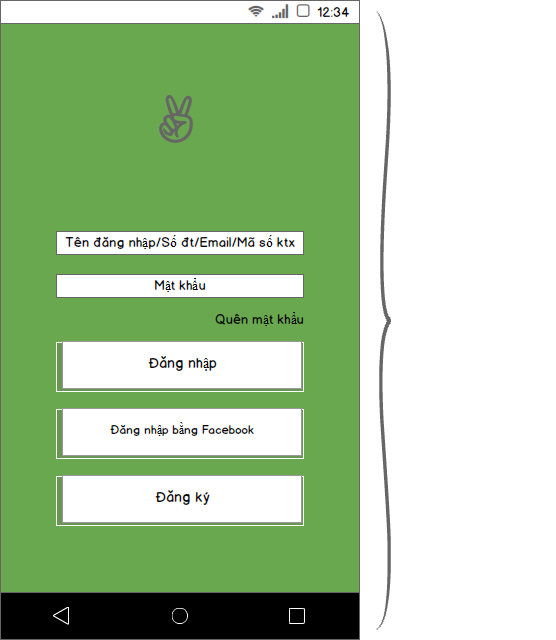 12:34
Tên đăng nhập/Số đt/Email/Mã số ktx
Mật khẩu
Quên mật khẩu
Đăng nhập
Đăng nhập bằng Facebook
Đăng ký